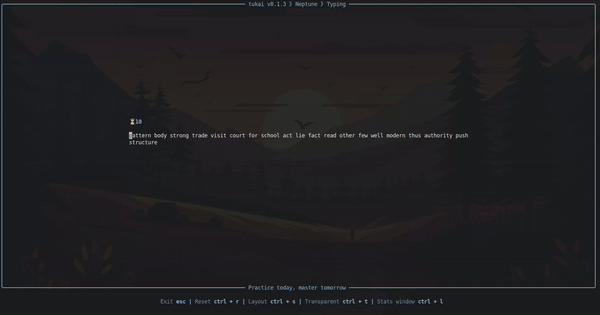 tukai v0.1.3 》 Neptune 》 Typing
⏳10
pattern body strong trade visit court for school act lie fact read other few well modern thus authority push
structure
Practice today, master tomorrow
Exit esc | Reset ctrl + r | Layout ctrl + s | Transparent ctrl + t | Stats window ctrl + l